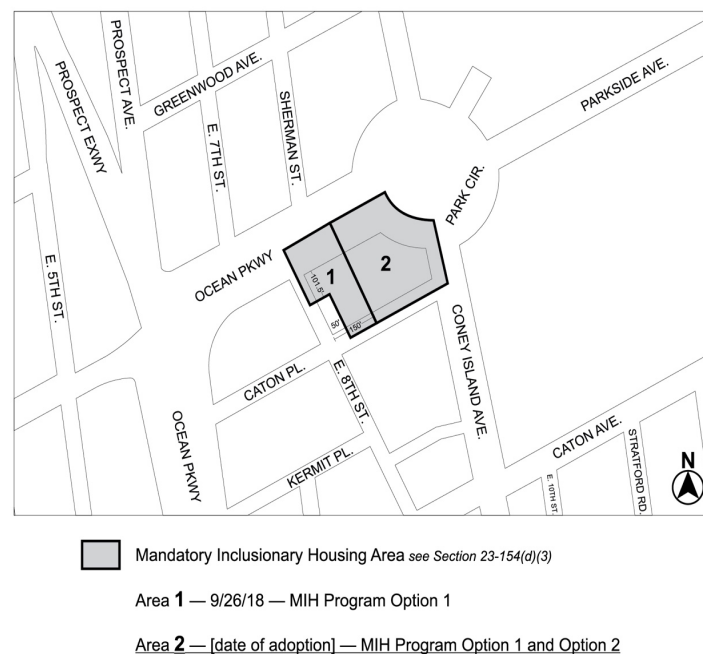 PROSPECT EXWY
PROSPECT AVE.
GREENWOOD AVE.
E. 7TH ST.
SHERMAN ST.
PARKSIDE AVE.
PARK CIR.
E. 5TH ST.
OCEAN PKWY
1
2
101.5'
50'
150'
CATON PL.
E. 8TH ST.
CONEY ISLAND AVE.
OCEAN PKWY
KERMIT PL.
CATON AVE.
E. 10TH ST.
STRATFORD RD.
N
Mandatory Inclusionary Housing Area see Section 23-154(d)(3)
Area 1 — 9/26/18 — MIH Program Option 1
Area 2 — [date of adoption] — MIH Program Option 1 and Option 2